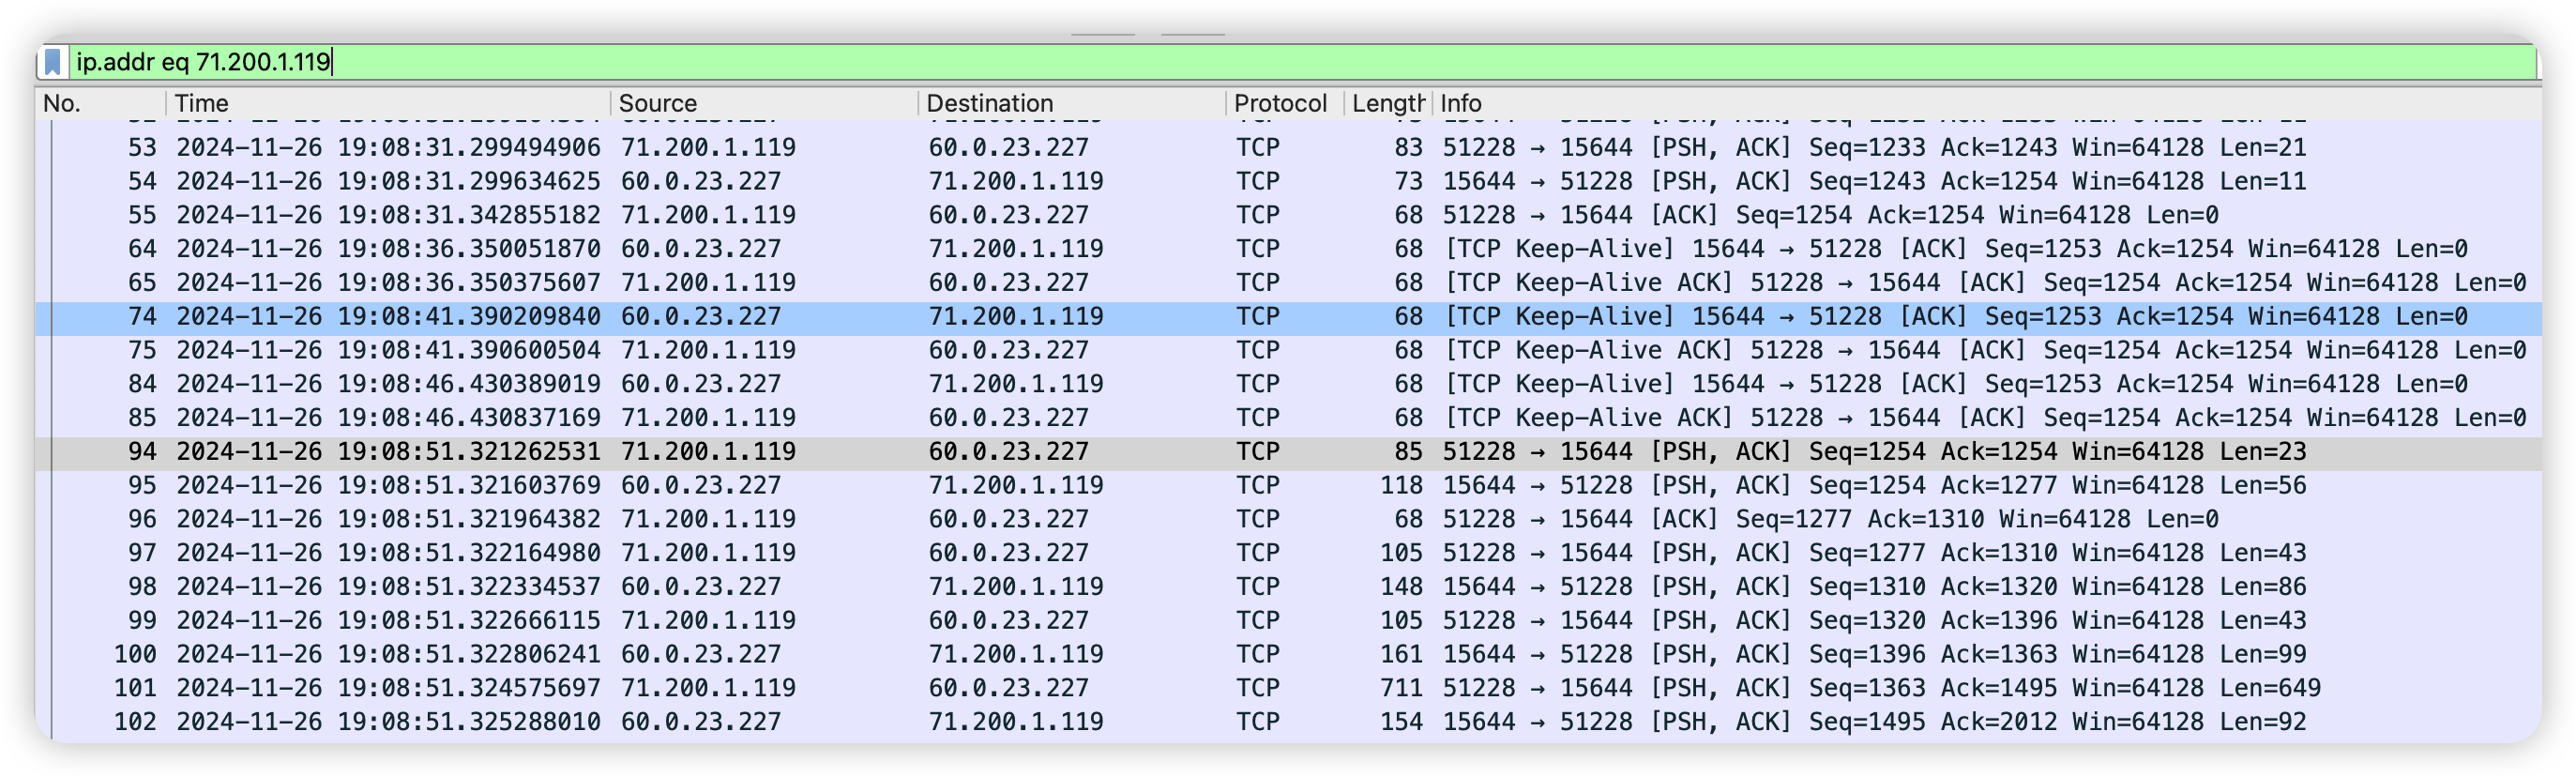 ip.addr eq 71.200.1.119
No. Time Source Destination Protocol Length Info
53 2024-11-26 19:08:31.299494906 71.200.1.119 60.0.23.227 TCP 83 51228 → 15644 [PSH, ACK] Seq=1233 Ack=1243 Win=64128 Len=21
54 2024-11-26 19:08:31.299634625 60.0.23.227 71.200.1.119 TCP 73 15644 → 51228 [PSH, ACK] Seq=1243 Ack=1254 Win=64128 Len=11
55 2024-11-26 19:08:31.342855182 71.200.1.119 60.0.23.227 TCP 68 51228 → 15644 [ACK] Seq=1254 Ack=1254 Win=64128 Len=0
64 2024-11-26 19:08:36.350051870 60.0.23.227 71.200.1.119 TCP 68 [TCP Keep-Alive] 15644 → 51228 [ACK] Seq=1253 Ack=1254 Win=64128 Len=0
65 2024-11-26 19:08:36.350375607 71.200.1.119 60.0.23.227 TCP 68 [TCP Keep-Alive ACK] 51228 → 15644 [ACK] Seq=1254 Ack=1254 Win=64128 Len=0
74 2024-11-26 19:08:41.390209840 60.0.23.227 71.200.1.119 TCP 68 [TCP Keep-Alive] 15644 → 51228 [ACK] Seq=1253 Ack=1254 Win=64128 Len=0
75 2024-11-26 19:08:41.390600504 71.200.1.119 60.0.23.227 TCP 68 [TCP Keep-Alive ACK] 51228 → 15644 [ACK] Seq=1254 Ack=1254 Win=64128 Len=0
84 2024-11-26 19:08:46.430389019 60.0.23.227 71.200.1.119 TCP 68 [TCP Keep-Alive] 15644 → 51228 [ACK] Seq=1253 Ack=1254 Win=64128 Len=0
85 2024-11-26 19:08:46.430837169 71.200.1.119 60.0.23.227 TCP 68 [TCP Keep-Alive ACK] 51228 → 15644 [ACK] Seq=1254 Ack=1254 Win=64128 Len=0
94 2024-11-26 19:08:51.321262531 71.200.1.119 60.0.23.227 TCP 85 51228 → 15644 [PSH, ACK] Seq=1254 Ack=1254 Win=64128 Len=23
95 2024-11-26 19:08:51.321603769 60.0.23.227 71.200.1.119 TCP 118 15644 → 51228 [PSH, ACK] Seq=1254 Ack=1277 Win=64128 Len=56
96 2024-11-26 19:08:51.321964382 71.200.1.119 60.0.23.227 TCP 68 51228 → 15644 [ACK] Seq=1277 Ack=1310 Win=64128 Len=0
97 2024-11-26 19:08:51.322164980 71.200.1.119 60.0.23.227 TCP 105 51228 → 15644 [PSH, ACK] Seq=1277 Ack=1310 Win=64128 Len=43
98 2024-11-26 19:08:51.322334537 60.0.23.227 71.200.1.119 TCP 148 15644 → 51228 [PSH, ACK] Seq=1310 Ack=1320 Win=64128 Len=86
99 2024-11-26 19:08:51.322666115 71.200.1.119 60.0.23.227 TCP 105 51228 → 15644 [PSH, ACK] Seq=1320 Ack=1396 Win=64128 Len=43
100 2024-11-26 19:08:51.322806241 60.0.23.227 71.200.1.119 TCP 161 15644 → 51228 [PSH, ACK] Seq=1396 Ack=1363 Win=64128 Len=99
101 2024-11-26 19:08:51.324575697 71.200.1.119 60.0.23.227 TCP 711 51228 → 15644 [PSH, ACK] Seq=1363 Ack=1495 Win=64128 Len=649
102 2024-11-26 19:08:51.325288010 60.0.23.227 71.200.1.119 TCP 154 15644 → 51228 [PSH, ACK] Seq=1495 Ack=2012 Win=64128 Len=92